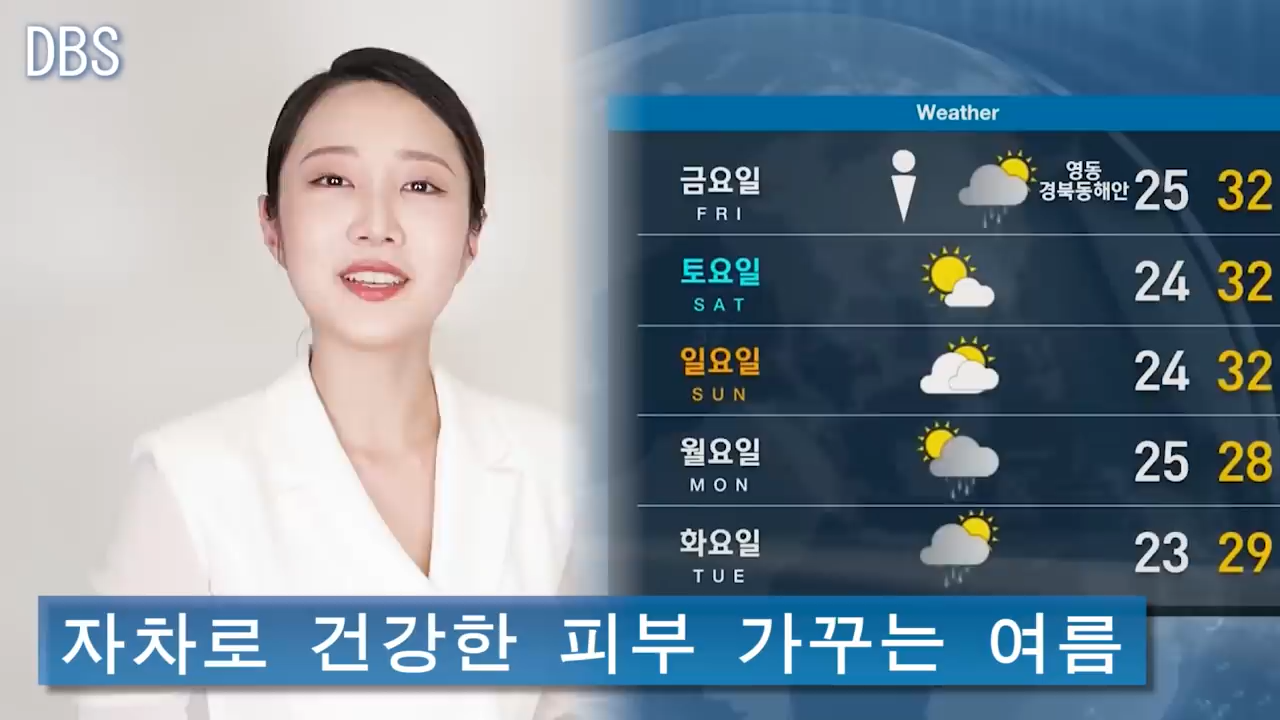 DBS
Weather
금요일
FRI
영동
경북동해안
25 32
토요일
SAT
24 32
일요일
SUN
24 32
월요일
MON
25 28
화요일
TUE
23 29
자차로 건강한 피부 가꾸는 여름